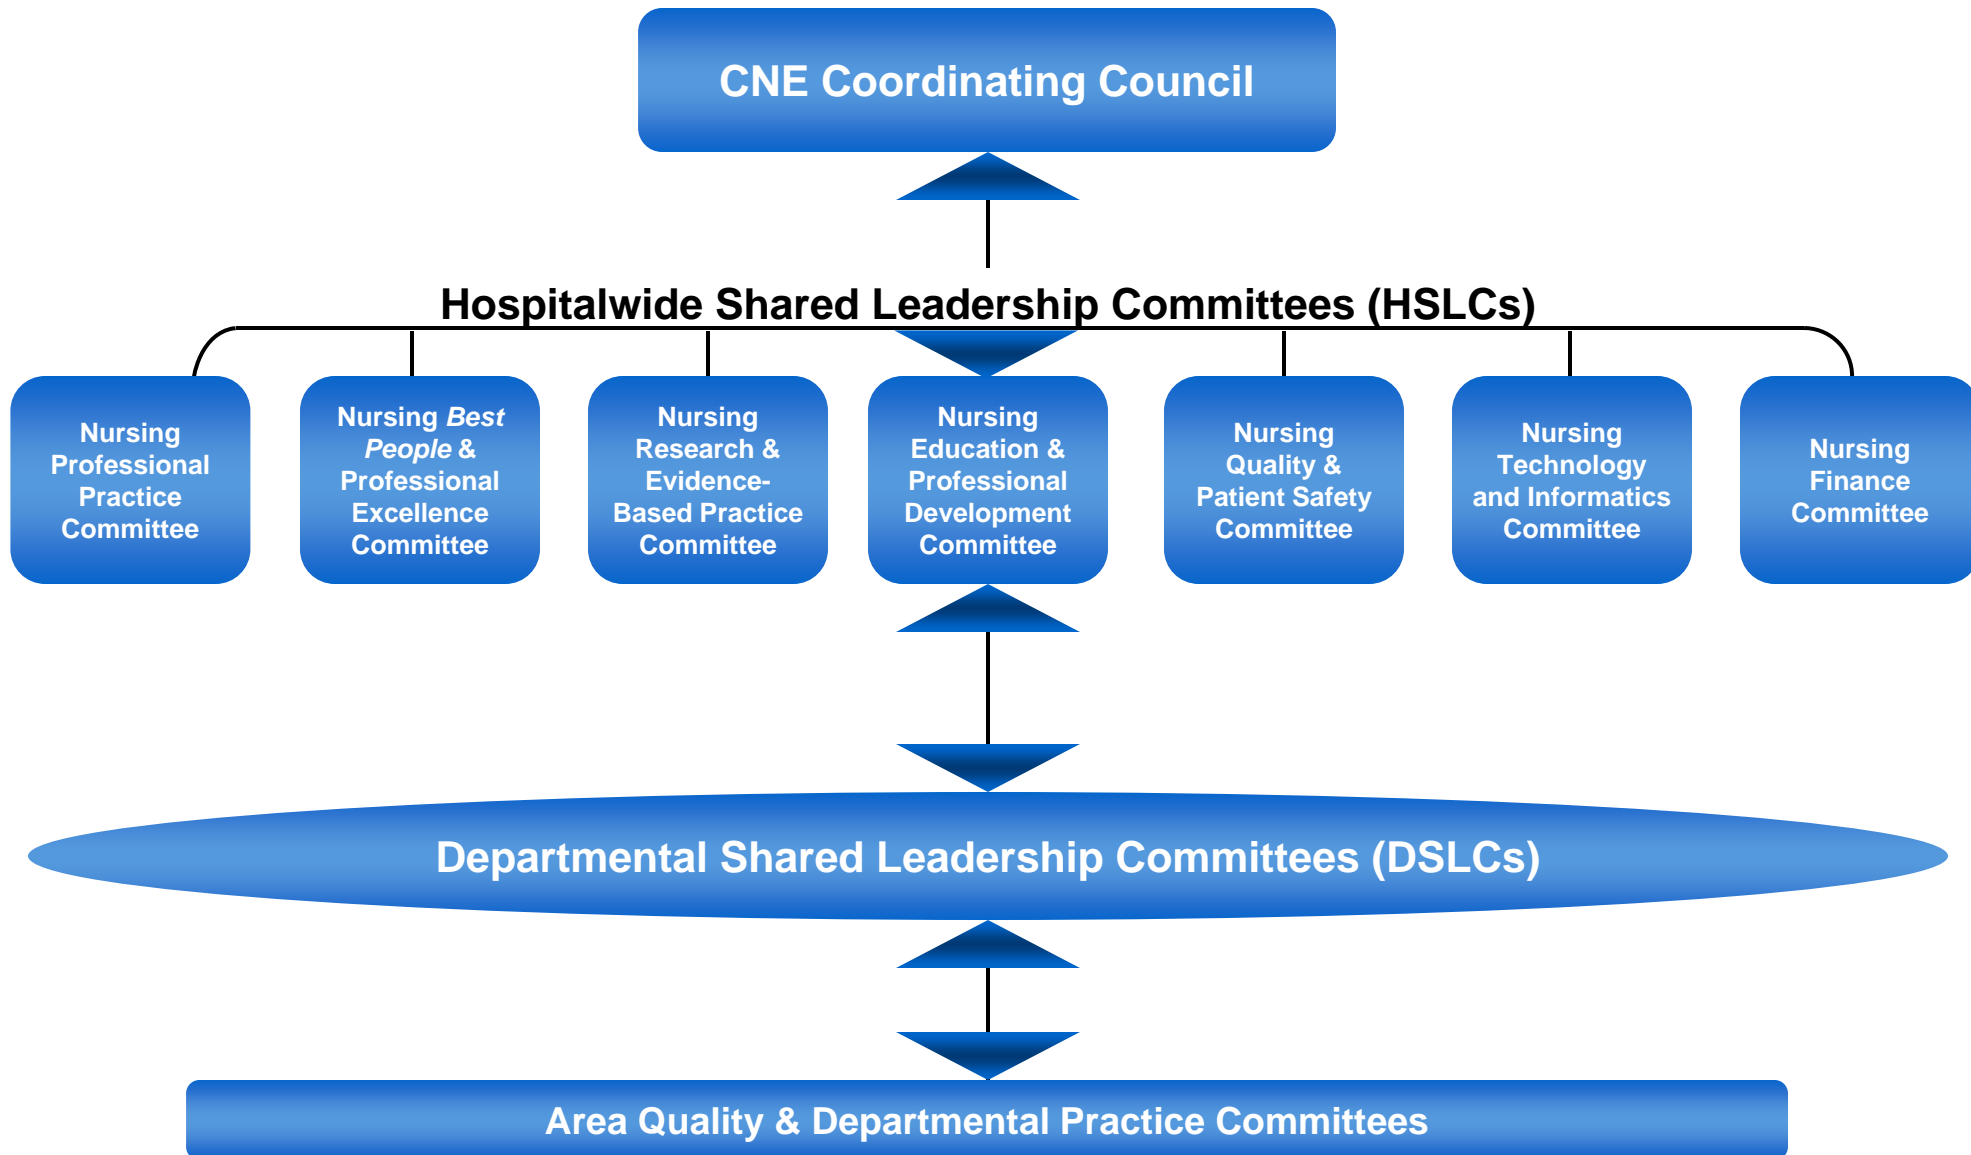 CNE Coordinating Council
Hospitalwide Shared Leadership Committees (HSLCs)
Nursing
Professional
Practice
Committee
Nursing Best
People &
Professional
Excellence
Committee
Nursing
Research &
Evidence-
Based Practice
Committee
Nursing
Education &
Professional
Development
Committee
Nursing
Quality &
Patient Safety
Committee
Nursing
Technology
and Informatics
Committee
Nursing
Finance
Committee
Departmental Shared Leadership Committees (DSLCs)
Area Quality & Departmental Practice Committees